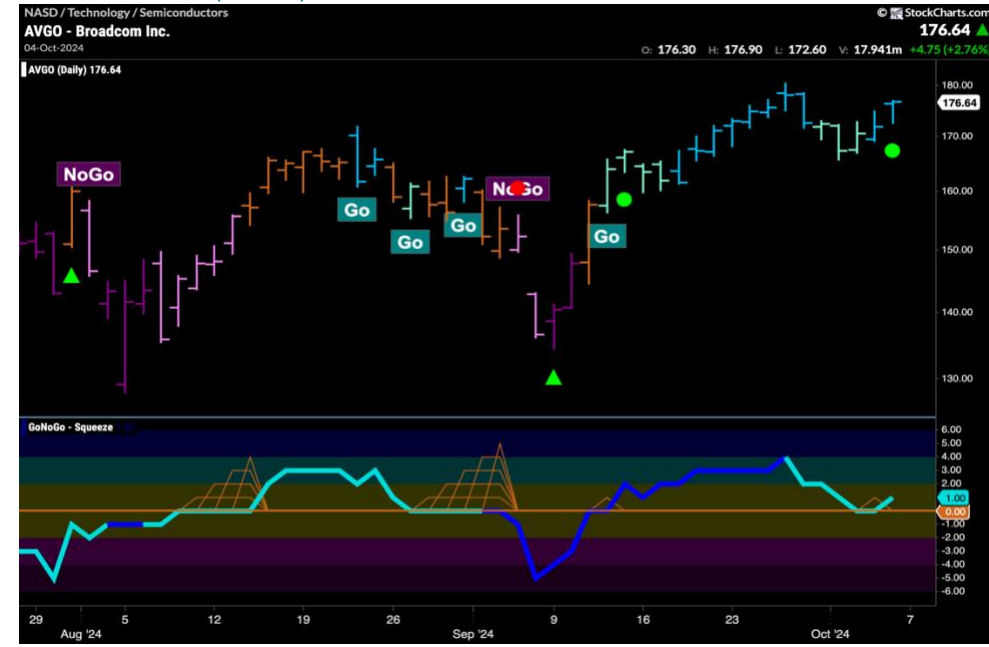 NASD / Technology / Semiconductors
© StockCharts.com
AVGO - Broadcom Inc.
176.64
04-Oct-2024
O: 176.30 H: 176.90 L: 172.60 V: 17.941m +4.75 (+2.76%
AVGO (Daily) 176.64
180.00
176.64
170.00
160.00
150.00
140.00
130.00
NoGo
Go
Go
Go
NoGo
Go
GoNoGo - Squeeze
6.00
5.00
4.00
3.00
2.00
1.00
0.00
-1.00
-2.00
-3.00
-4.00
-5.00
-6.00
29 5 12 19 26 9 16 23 7
Aug '24 Sep '24 Oct '24